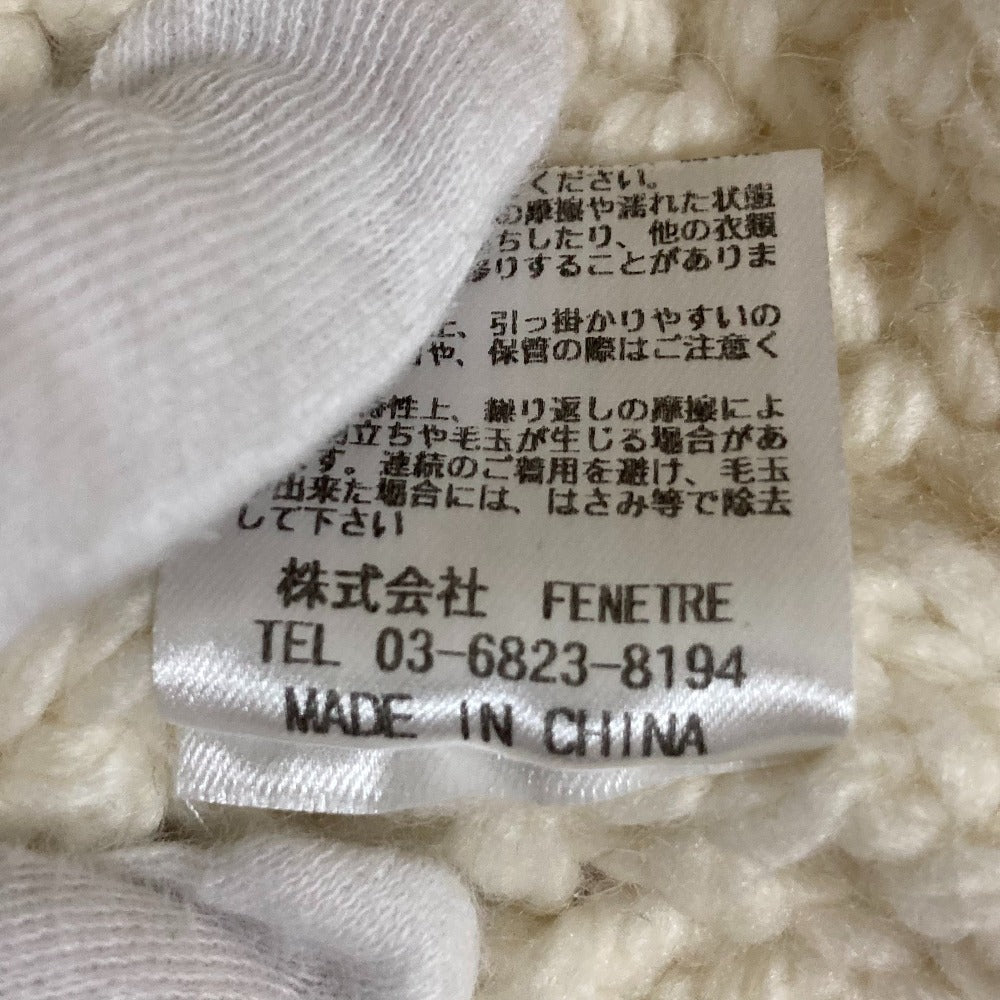 ください。
の摩擦や濡れた状態
ちしたり、他の衣類
移りすることがありま
上、引っ掛かりやすいの
や、保管の際はご注意く
特性上、繰り返しの摩擦によ
立ちや毛玉が生じる場合があ
す。連続のご着用を避け、毛玉
出来た場合には、はさみ等で除去
して下さい
株式会社 FENETRE
TEL 03-6823-8194
MADE IN CHINA